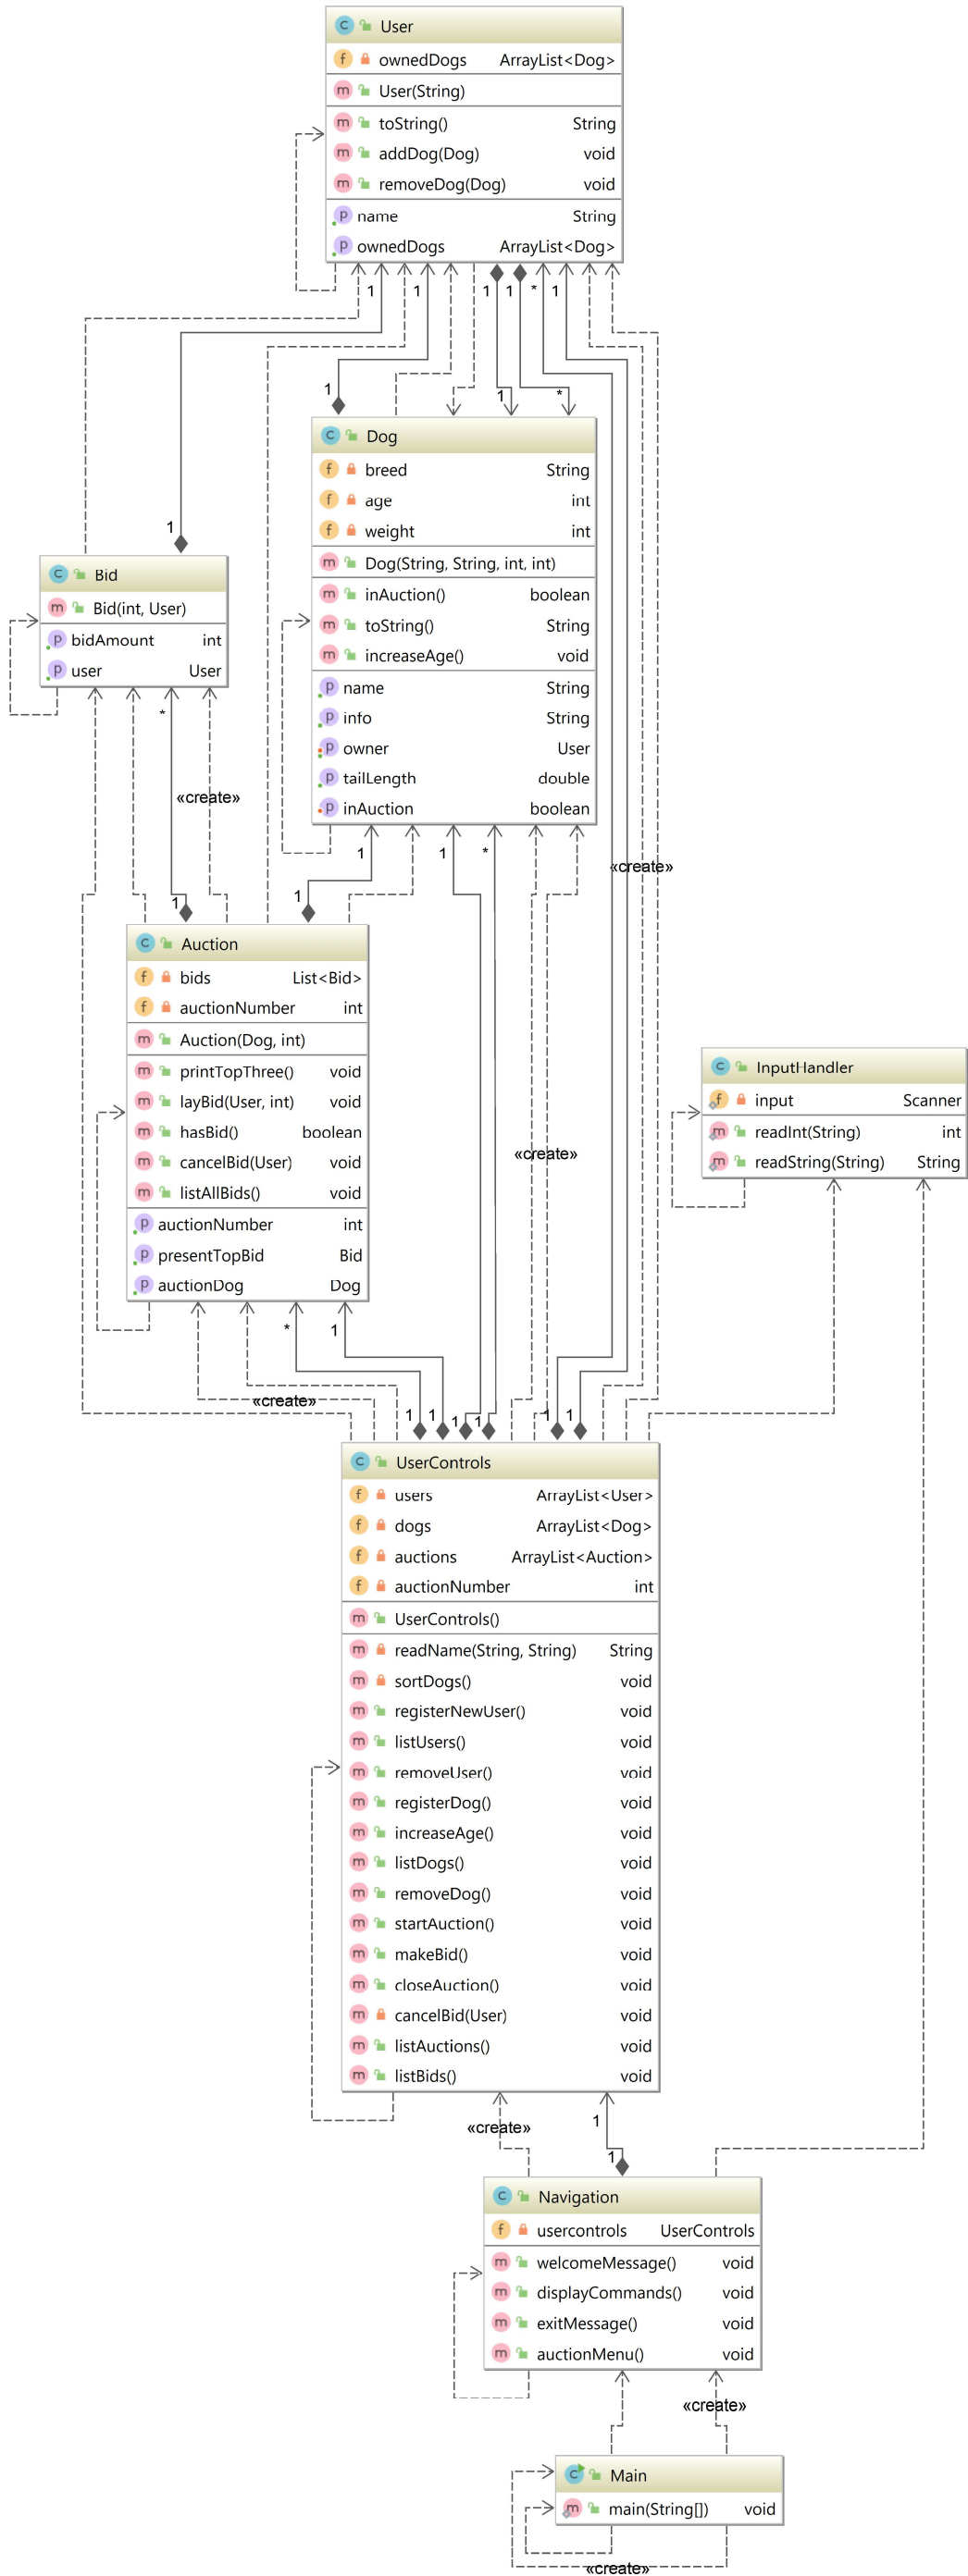 User
ownedDogs ArrayList<Dog>
User(String)
toString() String
addDog(Dog) void
removeDog(Dog) void
name String
ownedDogs ArrayList<Dog>
1 1 1 1 * 1
1 1 *
Dog
breed String
age int
weight int
Dog(String, String, int, int)
inAuction() boolean
toString() String
increaseAge() void
name String
info String
owner User
tailLength double
inAuction boolean
1
Bid
Bid(int, User)
bidAmount int
user User
*
«create»
1 1 *
«create»
1 1
Auction
bids List<Bid>
auctionNumber int
Auction(Dog, int)
printTopThree() void
layBid(User, int) void
hasBid() boolean
cancelBid(User) void
listAllBids() void
auctionNumber int
presentTopBid Bid
auctionDog Dog
InputHandler
input Scanner
readInt(String) int
readString(String) String
«create»
* 1
«create»
1 1 1 1 1 1
UserControls
users ArrayList<User>
dogs ArrayList<Dog>
auctions ArrayList<Auction>
auctionNumber int
UserControls()
readName(String, String) String
sortDogs() void
registerNewUser() void
listUsers() void
removeUser() void
registerDog() void
increaseAge() void
listDogs() void
removeDog() void
startAuction() void
makeBid() void
closeAuction() void
cancelBid(User) void
listAuctions() void
listBids() void
«create» 1
1
Navigation
usercontrols UserControls
welcomeMessage() void
displayCommands() void
exitMessage() void
auctionMenu() void
«create»
Main
main(String[]) void
«create»